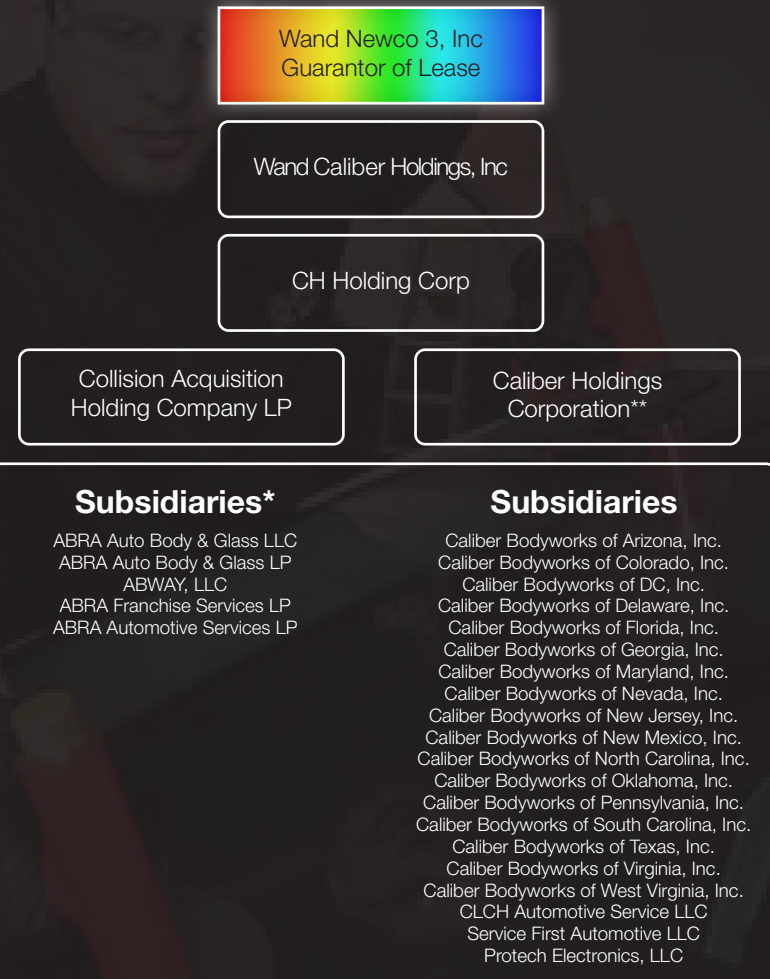 Wand Newco 3, Inc
Guarantor of Lease
Wand Caliber Holdings, Inc
CH Holding Corp
Collision Acquisition
Holding Company LP
Caliber Holdings
Corporation**
Subsidiaries*
ABRA Auto Body & Glass LLC
ABRA Auto Body & Glass LP
ABWAY, LLC
ABRA Franchise Services LP
ABRA Automotive Services LP
Subsidiaries
Caliber Bodyworks of Arizona, Inc.
Caliber Bodyworks of Colorado, Inc.
Caliber Bodyworks of DC, Inc.
Caliber Bodyworks of Delaware, Inc.
Caliber Bodyworks of Florida, Inc.
Caliber Bodyworks of Georgia, Inc.
Caliber Bodyworks of Maryland, Inc.
Caliber Bodyworks of Nevada, Inc.
Caliber Bodyworks of New Jersey, Inc.
Caliber Bodyworks of New Mexico, Inc.
Caliber Bodyworks of North Carolina, Inc.
Caliber Bodyworks of Oklahoma, Inc.
Caliber Bodyworks of Pennsylvania, Inc.
Caliber Bodyworks of South Carolina, Inc.
Caliber Bodyworks of Texas, Inc.
Caliber Bodyworks of Virginia, Inc.
Caliber Bodyworks of West Virginia, Inc.
CLCH Automotive Service LLC
Service First Automotive LLC
Protech Electronics, LLC